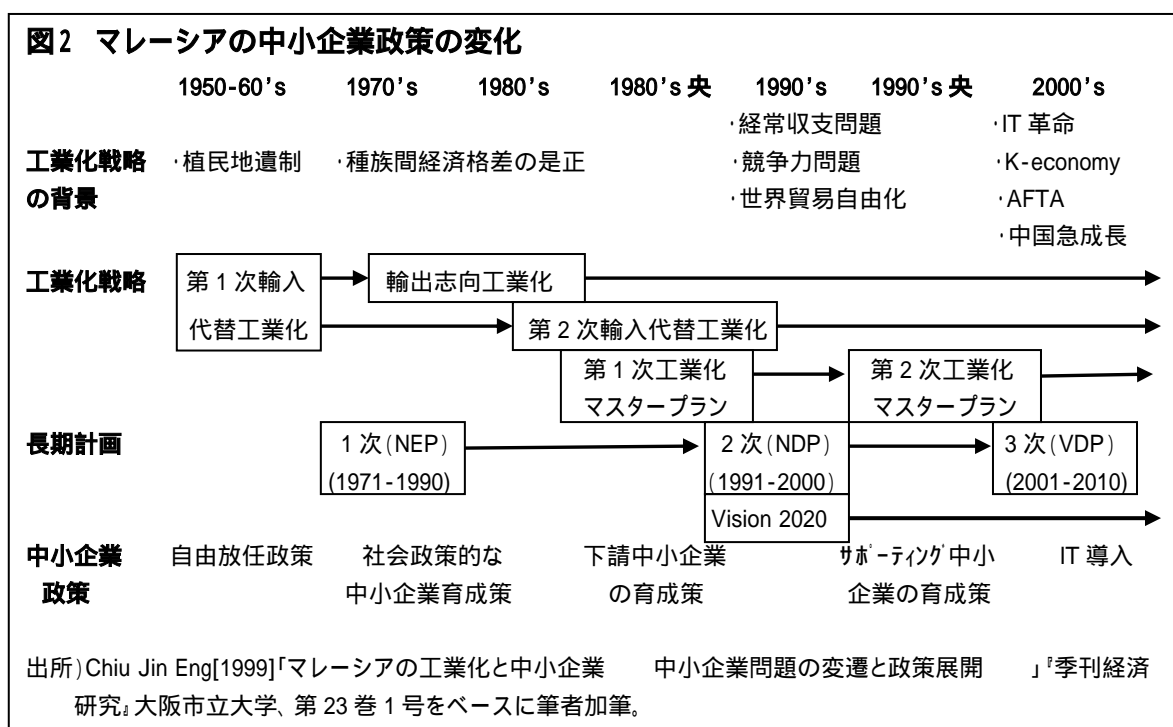 図2 マレーシアの中小企業政策の変化
1950-60's 1970's 1980's 1980's 央 1990's 1990's 央 2000's
工業化戦略の背景
・植民地遺制
・種族間経済格差の是正
・経常収支問題
・競争力問題
・世界貿易自由化
・IT 革命
・K-economy
・AFTA
・中国急成長
工業化戦略
第1次輸入
代替工業化
輸出志向工業化
第2次輸入代替工業化
第1次工業化
マスタープラン
第2次工業化
マスタープラン
長期計画
1次(NEP)
(1971-1990)
2次(NDP)
(1991-2000)
3次(VDP)
(2001-2010)
Vision 2020
中小企業
政策
自由放任政策
社会政策的な
中小企業育成策
下請中小企業
の育成策
サポーティング中小
企業の育成策
IT 導入
出所)Chiu Jin Eng[1999]「マレーシアの工業化と中小企業 中小企業問題の変遷と政策展開 」『季刊経済
研究』大阪市立大学、第 23 巻 1 号をベースに筆者加筆。